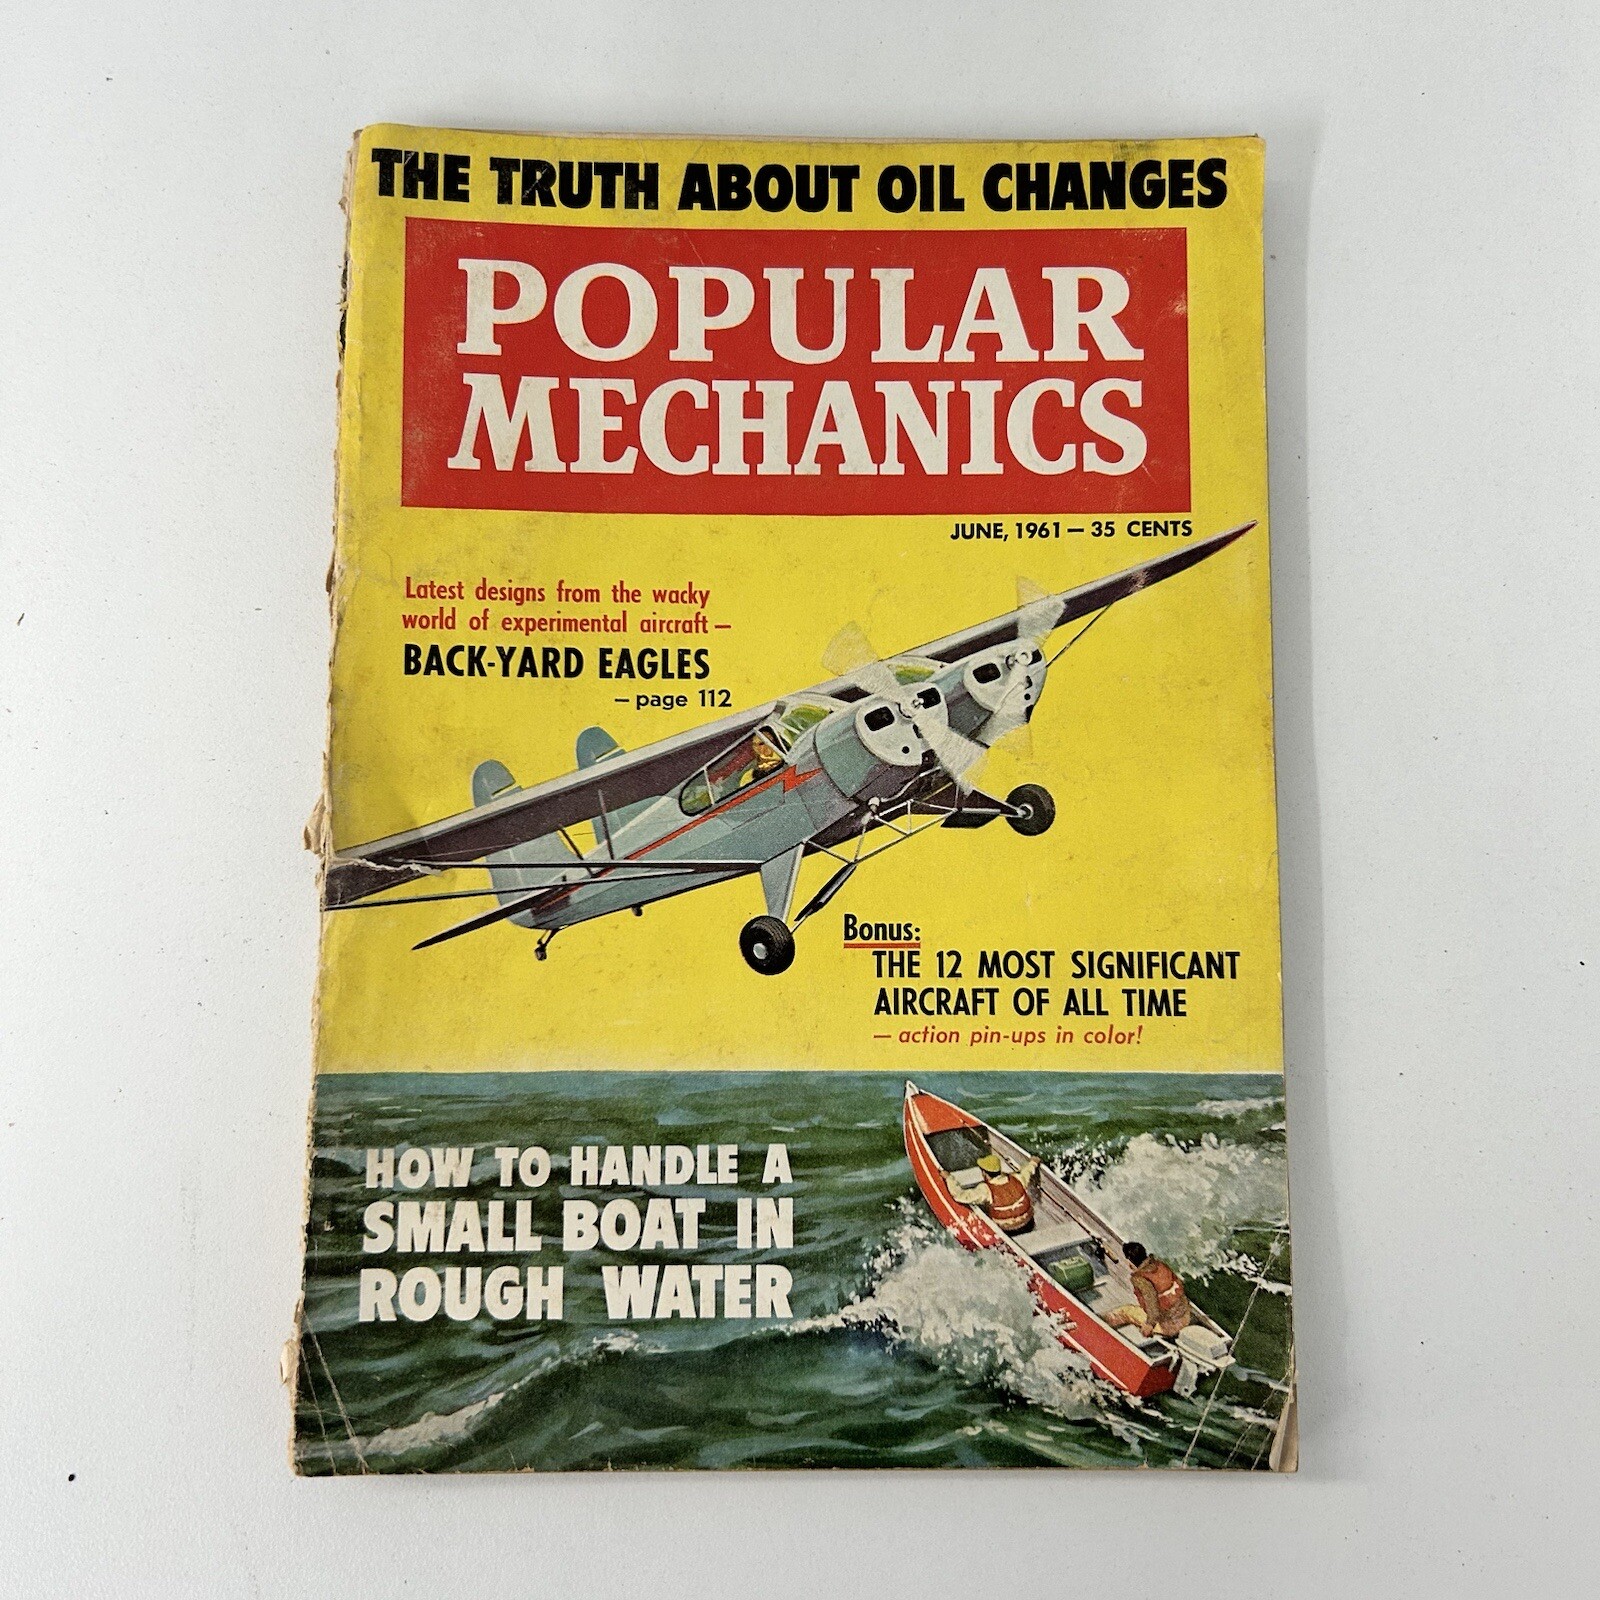 THE TRUTH ABOUT OIL CHANGES
POPULAR
MECHANICS
JUNE, 1961 — 35 CENTS
Latest designs from the wacky
world of experimental aircraft —
BACK-YARD EAGLES
— page 112
Bonus:
THE 12 MOST SIGNIFICANT
AIRCRAFT OF ALL TIME
— action pin-ups in color!
HOW TO HANDLE A
SMALL BOAT IN
ROUGH WATER